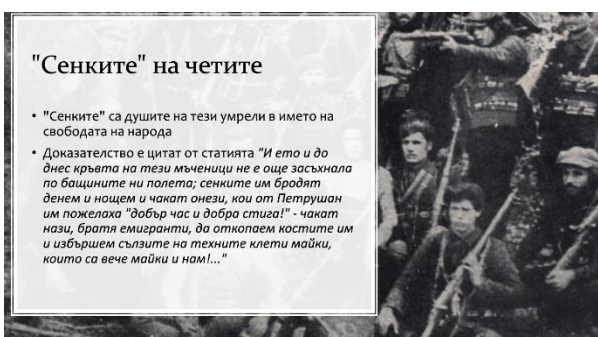 "Сенките" на четите
• "Сенките" са душите на тези умрели в името на
свободата на народа
• Доказателство е цитат от статията "И ето и до
днес кръвта на тези мъченици не е още засъхнала
по бащините ни полета; сенките им бродят
денем и нощем и чакат онези, кои от Петрушан
им пожелаха "добър час и добра стига!" - чакат
нази, братя емигранти, да откопаем костите им
и избършем сълзите на техните клети майки,
които са вече майки и нам!..."